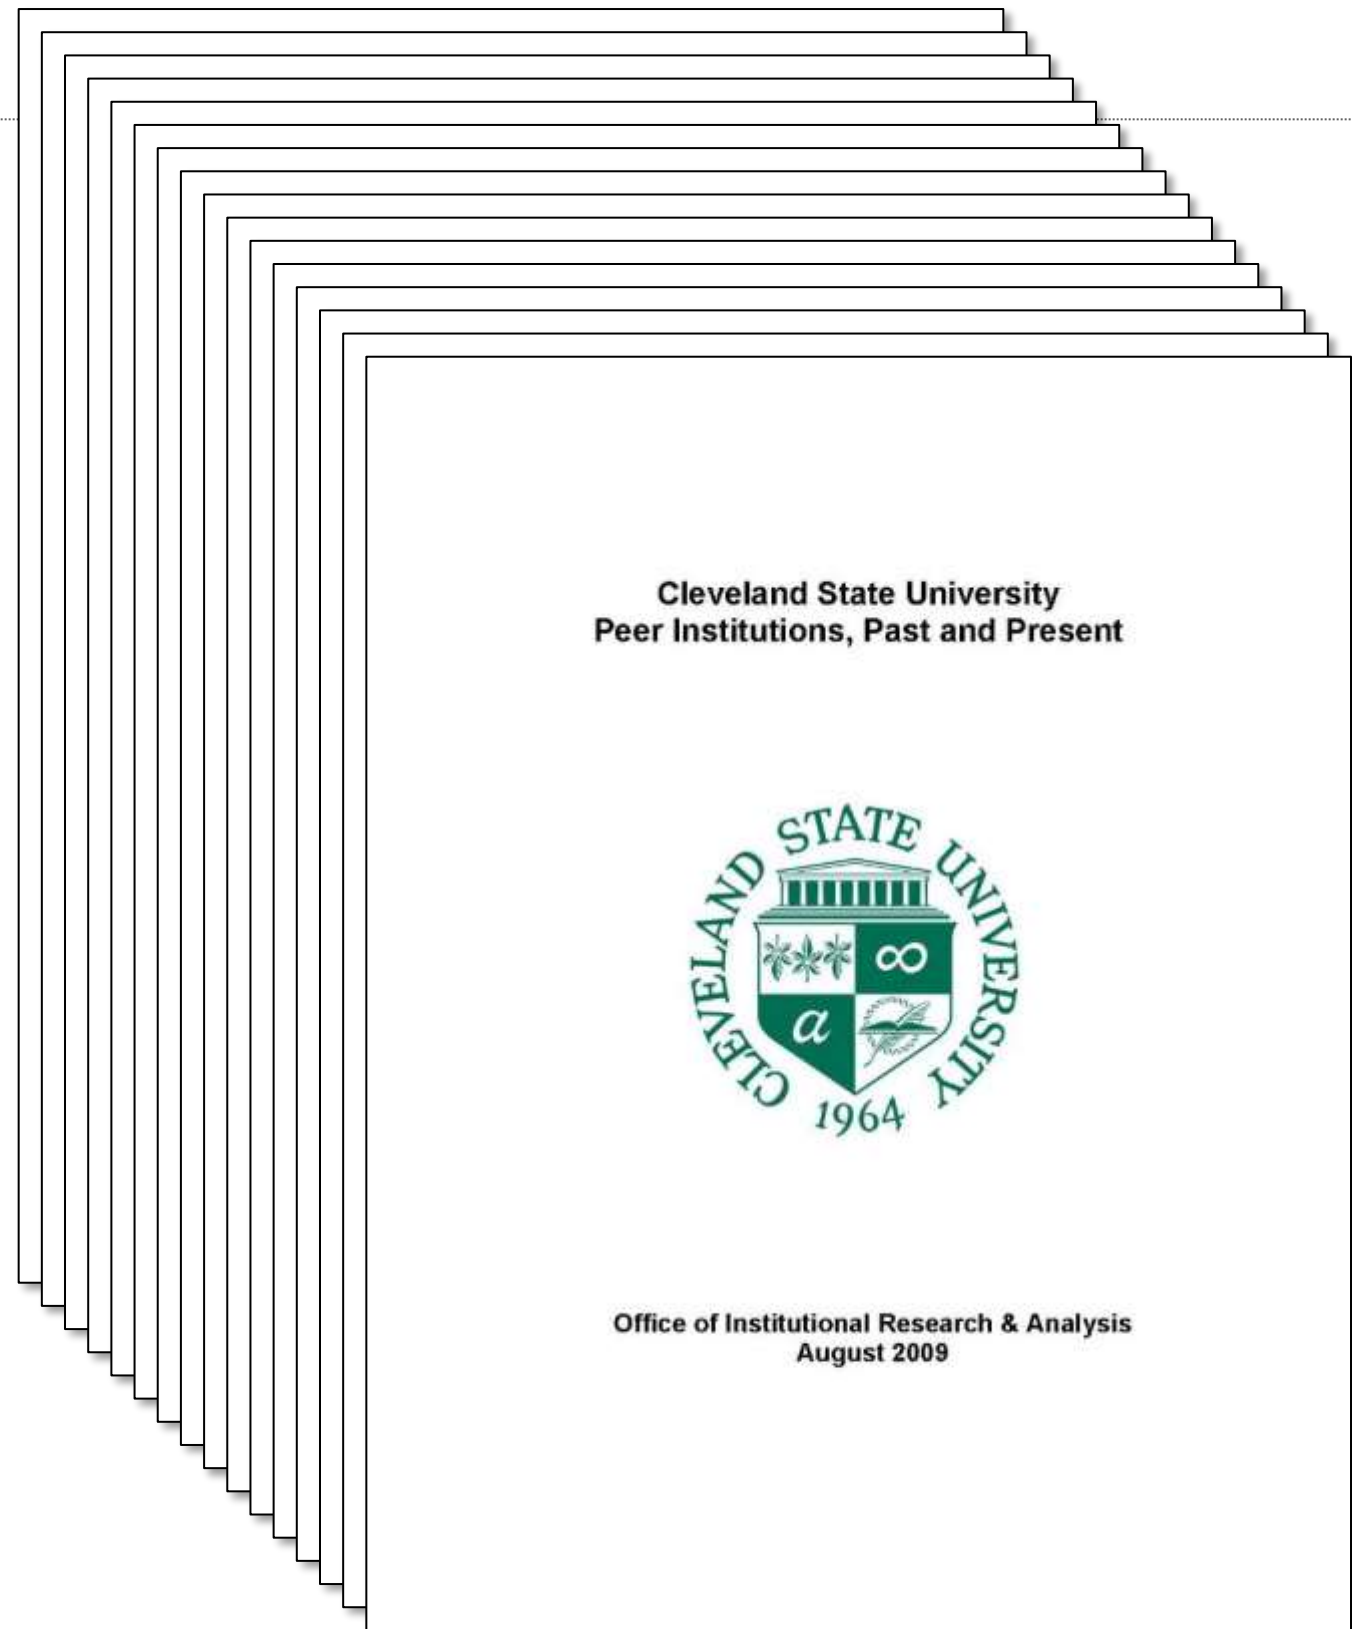 Cleveland State University
Peer Institutions, Past and Present
CLEVELAND STATE UNIVERSITY
∞
a
1964
Office of Institutional Research & Analysis
August 2009